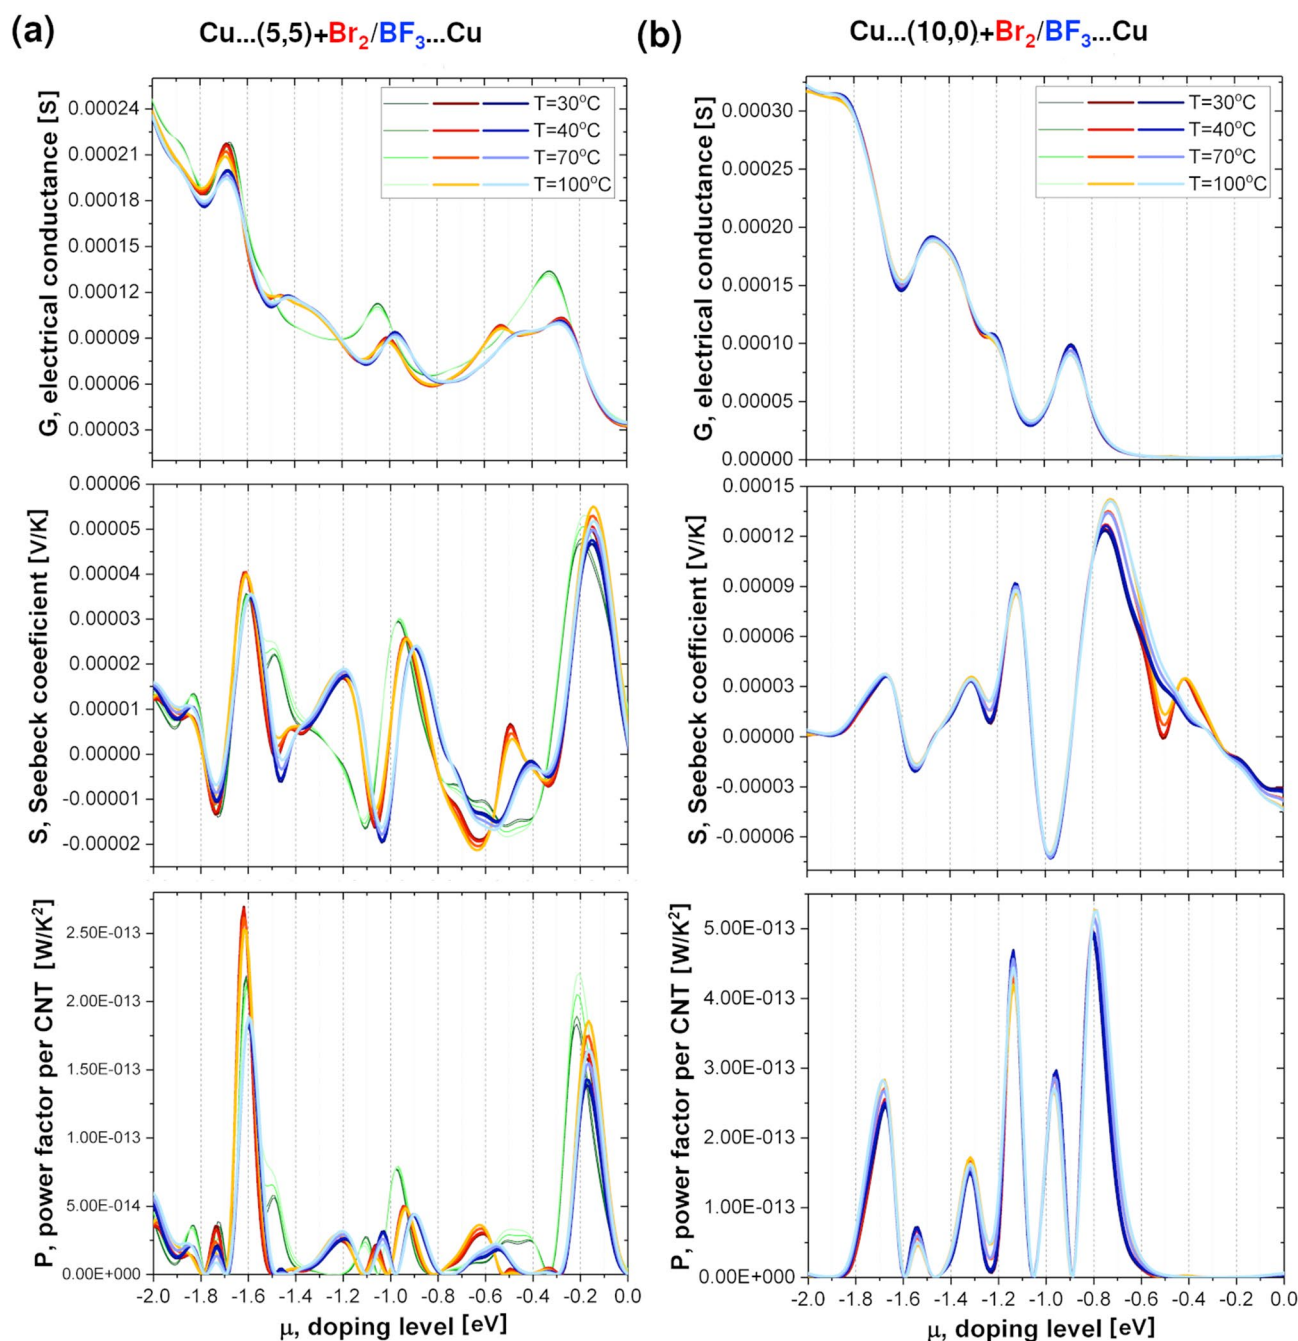 (a)
Cu...(5,5)+Br2/BF3...Cu
G, electrical conductance [S]
0.00024
0.00021
0.00018
0.00015
0.00012
0.00009
0.00006
0.00003
T=30°C
T=40°C
T=70°C
T=100°C
S, Seebeck coeeficient [V/K]
0.00006
0.00005
0.00004
0.00003
0.00002
0.00001
0.00000
-0.00001
-0.00002
P, power factor per CNT [W/K2]
2.50E-013
2.00E-013
1.50E-013
1.00E-013
5.00E-014
0.00E+000
-2.0 -1.8 -1.6 -1.4 -1.2 -1.0 -0.8 -0.6 -0.4 -0.2 0.0
μ, doping level [eV]
(b)
Cu...(10,0)+Br2/BF3...Cu
G, electrical conductance [S]
0.00030
0.00025
0.00020
0.00015
0.00010
0.00005
0.00000
T=30°C
T=40°C
T=70°C
T=100°C
S, Seebeck coefficient [V/K]
0.00015
0.00012
0.00009
0.00006
0.00003
0.00000
-0.00003
-0.00006
P, power factor per CNT [W/K2]
5.00E-013
4.00E-013
3.00E-013
2.00E-013
1.00E-013
0.00E+000
-2.0 -1.8 -1.6 -1.4 -1.2 -1.0 -0.8 -0.6 -0.4 -0.2 0.0
μ, doping level [eV]